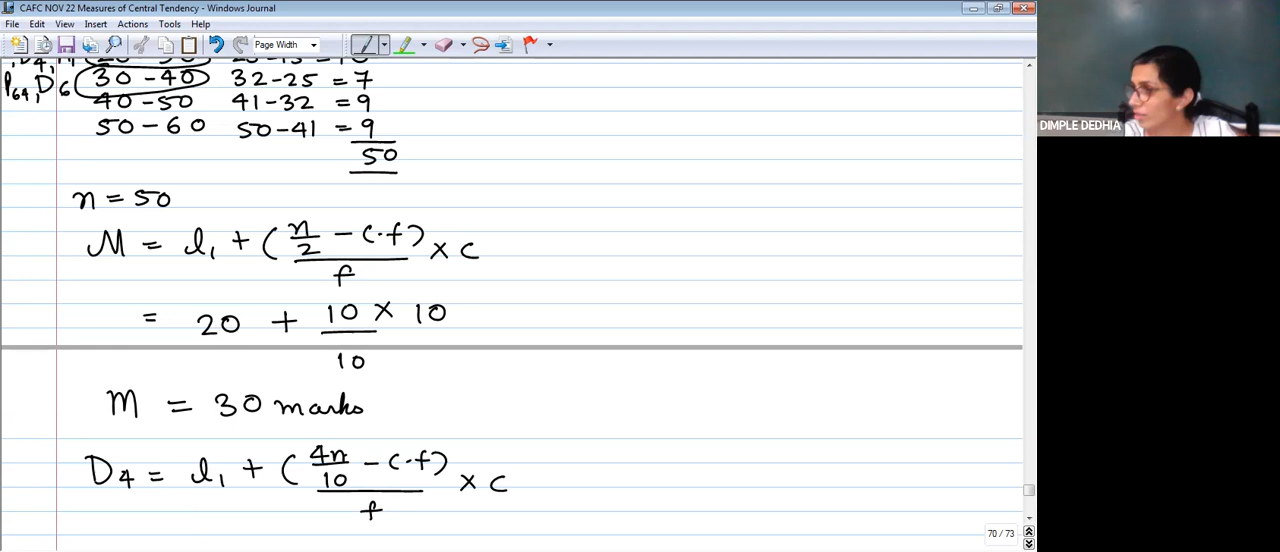 CAFC NOV 22 Measures of Central Tendency - Windows Journal
File Edit View Insert Actions Tools Help
Page Width
30 - 40 32 - 25 = 7
P64, D6
40 - 50 41 - 32 = 9
50 - 60 50 - 41 = 9
50
n = 50
M = l₁ + (n/2 - c.f) / f × c
= 20 + 10/10 × 10
M = 30 marks
D4 = l₁ + (4n/10 - c.f) / f × c
70 / 73
DIMPLE DEDHIA